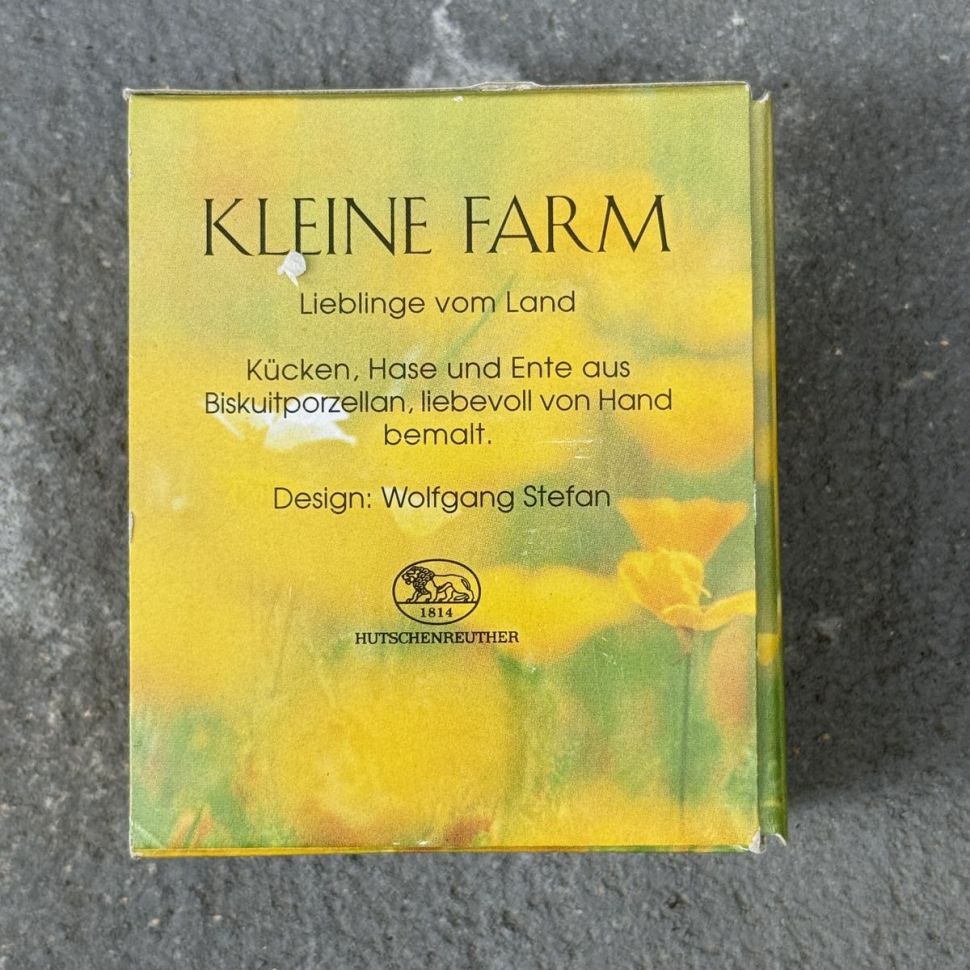 KLEINE FARM
Lieblinge vom Land
Kücken, Hase und Ente aus
Biskuitporzellan, liebevoll von Hand
bemalt.
Design: Wolfgang Stefan
1814
HUTSCHENREUTHER